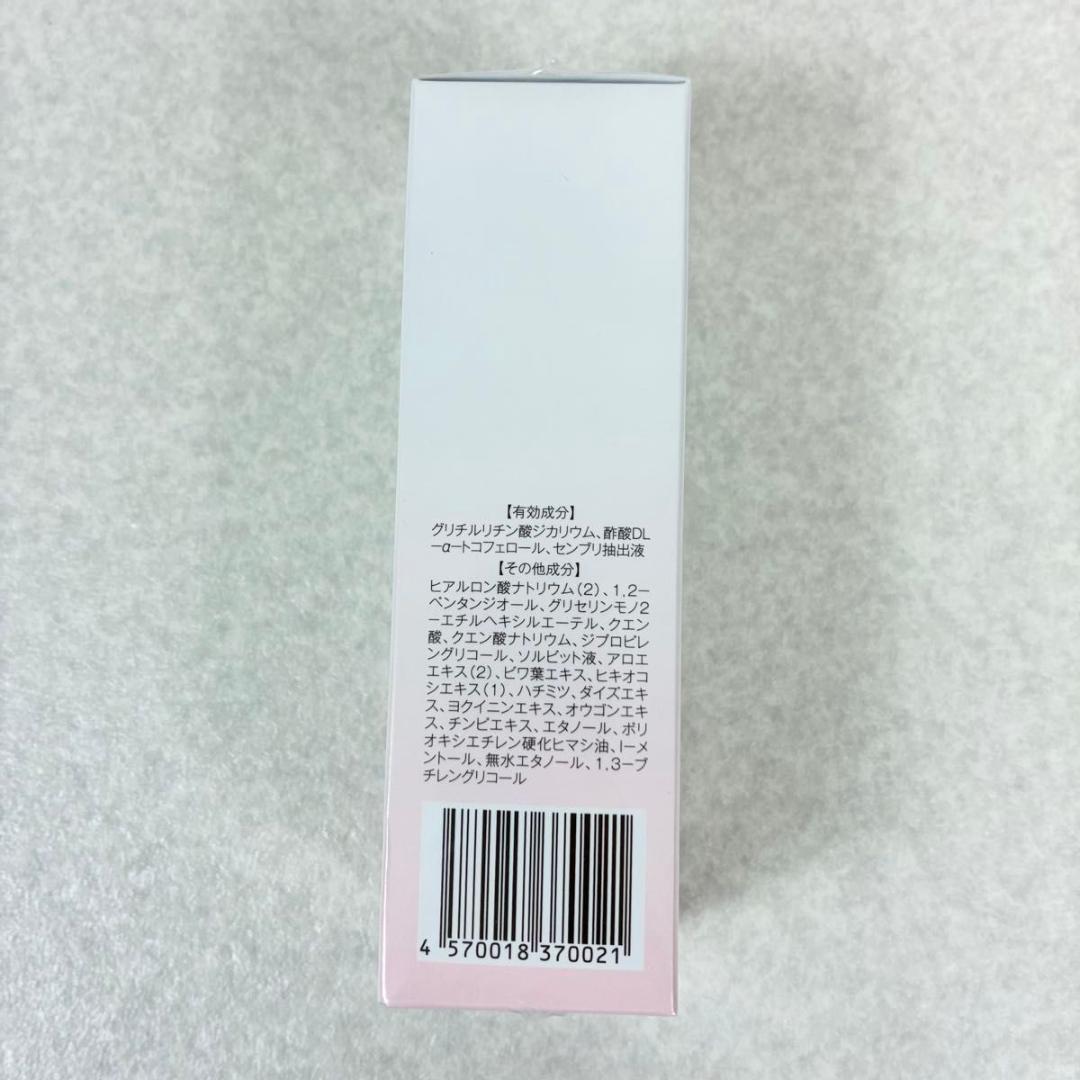 【有効成分】
グリチルリチン酸ジカリウム、酢酸DL
ーαートコフェロール、センブリ抽出液
【その他成分】
ヒアルロン酸ナトリウム(2)、1,2ー
ペンタンジオール、グリセリンモノ2
ーエチルヘキシルエーテル、クエン
酸、クエン酸ナトリウム、ジプロピレ
ングリコール、ソルビット液、アロエ
エキス(2)、ビワ葉エキス、ヒキオコ
シエキス(1)、ハチミツ、ダイズエキ
ス、ヨクイニンエキス、オウゴンエキ
ス、チンピエキス、エタノール、ポリ
オキシエチレン硬化ヒマシ油、lーメ
ントール、無水エタノール、1,3ーブ
チレングリコール
4 570018 370021